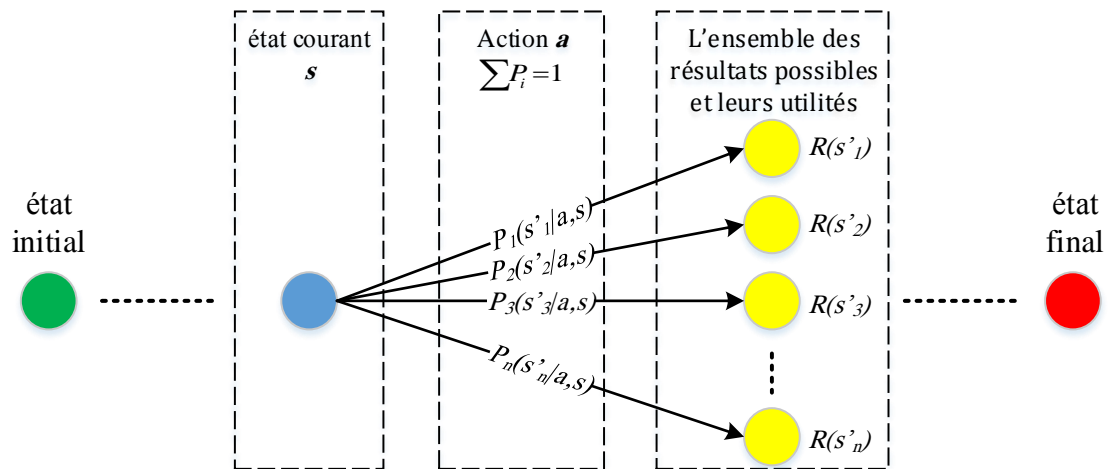 état courant
s
Action a
∑P_i=1
L'ensemble des
résultats possibles
et leurs utilités
état
initial
P_1(s'_1|a,s)
P_2(s'_2|a,s)
P_3(s'_3|a,s)
P_n(s'_n|a,s)
R(s'_1)
R(s'_2)
R(s'_3)
R(s'_n)
état
final